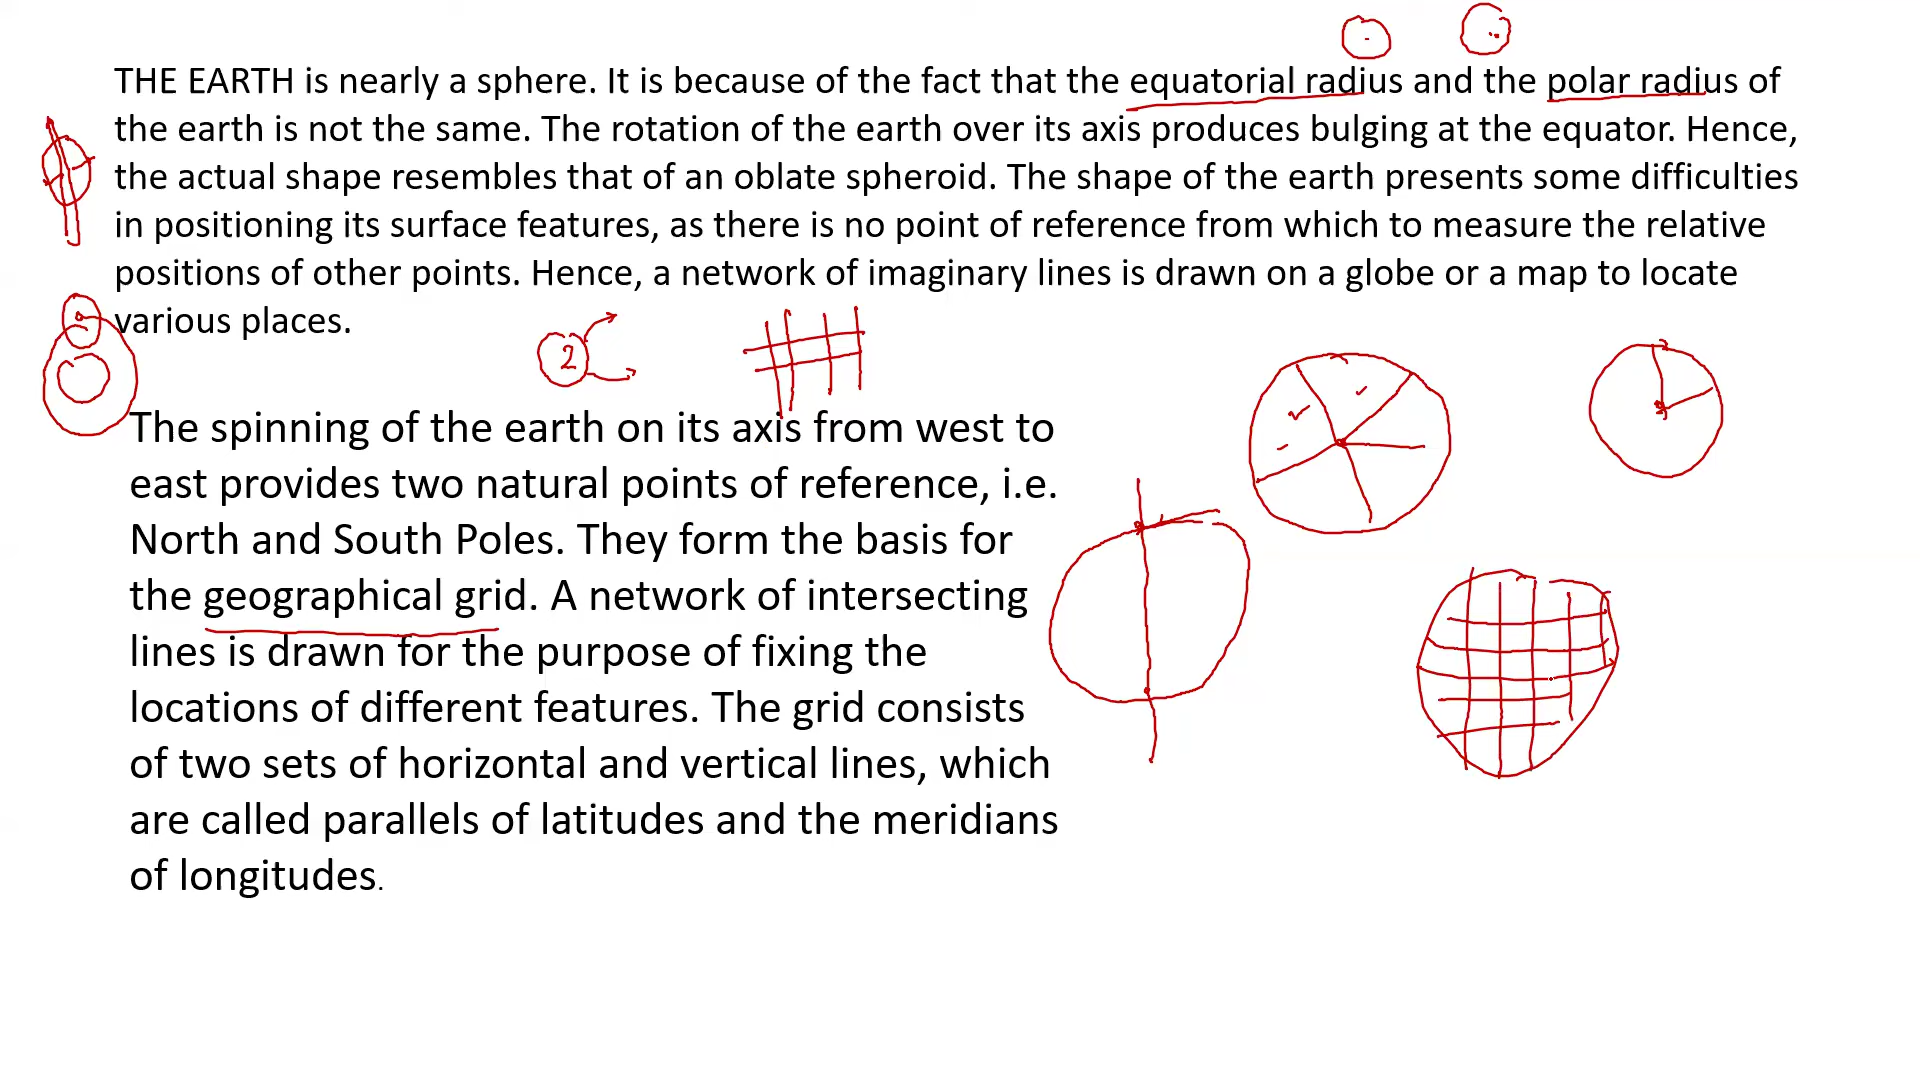 THE EARTH is nearly a sphere. It is because of the fact that the equatorial radius and the polar radius of
the earth is not the same. The rotation of the earth over its axis produces bulging at the equator. Hence,
the actual shape resembles that of an oblate spheroid. The shape of the earth presents some difficulties
in positioning its surface features, as there is no point of reference from which to measure the relative
positions of other points. Hence, a network of imaginary lines is drawn on a globe or a map to locate
various places.
2
The spinning of the earth on its axis from west to
east provides two natural points of reference, i.e.
North and South Poles. They form the basis for
the geographical grid. A network of intersecting
lines is drawn for the purpose of fixing the
locations of different features. The grid consists
of two sets of horizontal and vertical lines, which
are called parallels of latitudes and the meridians
of longitudes.